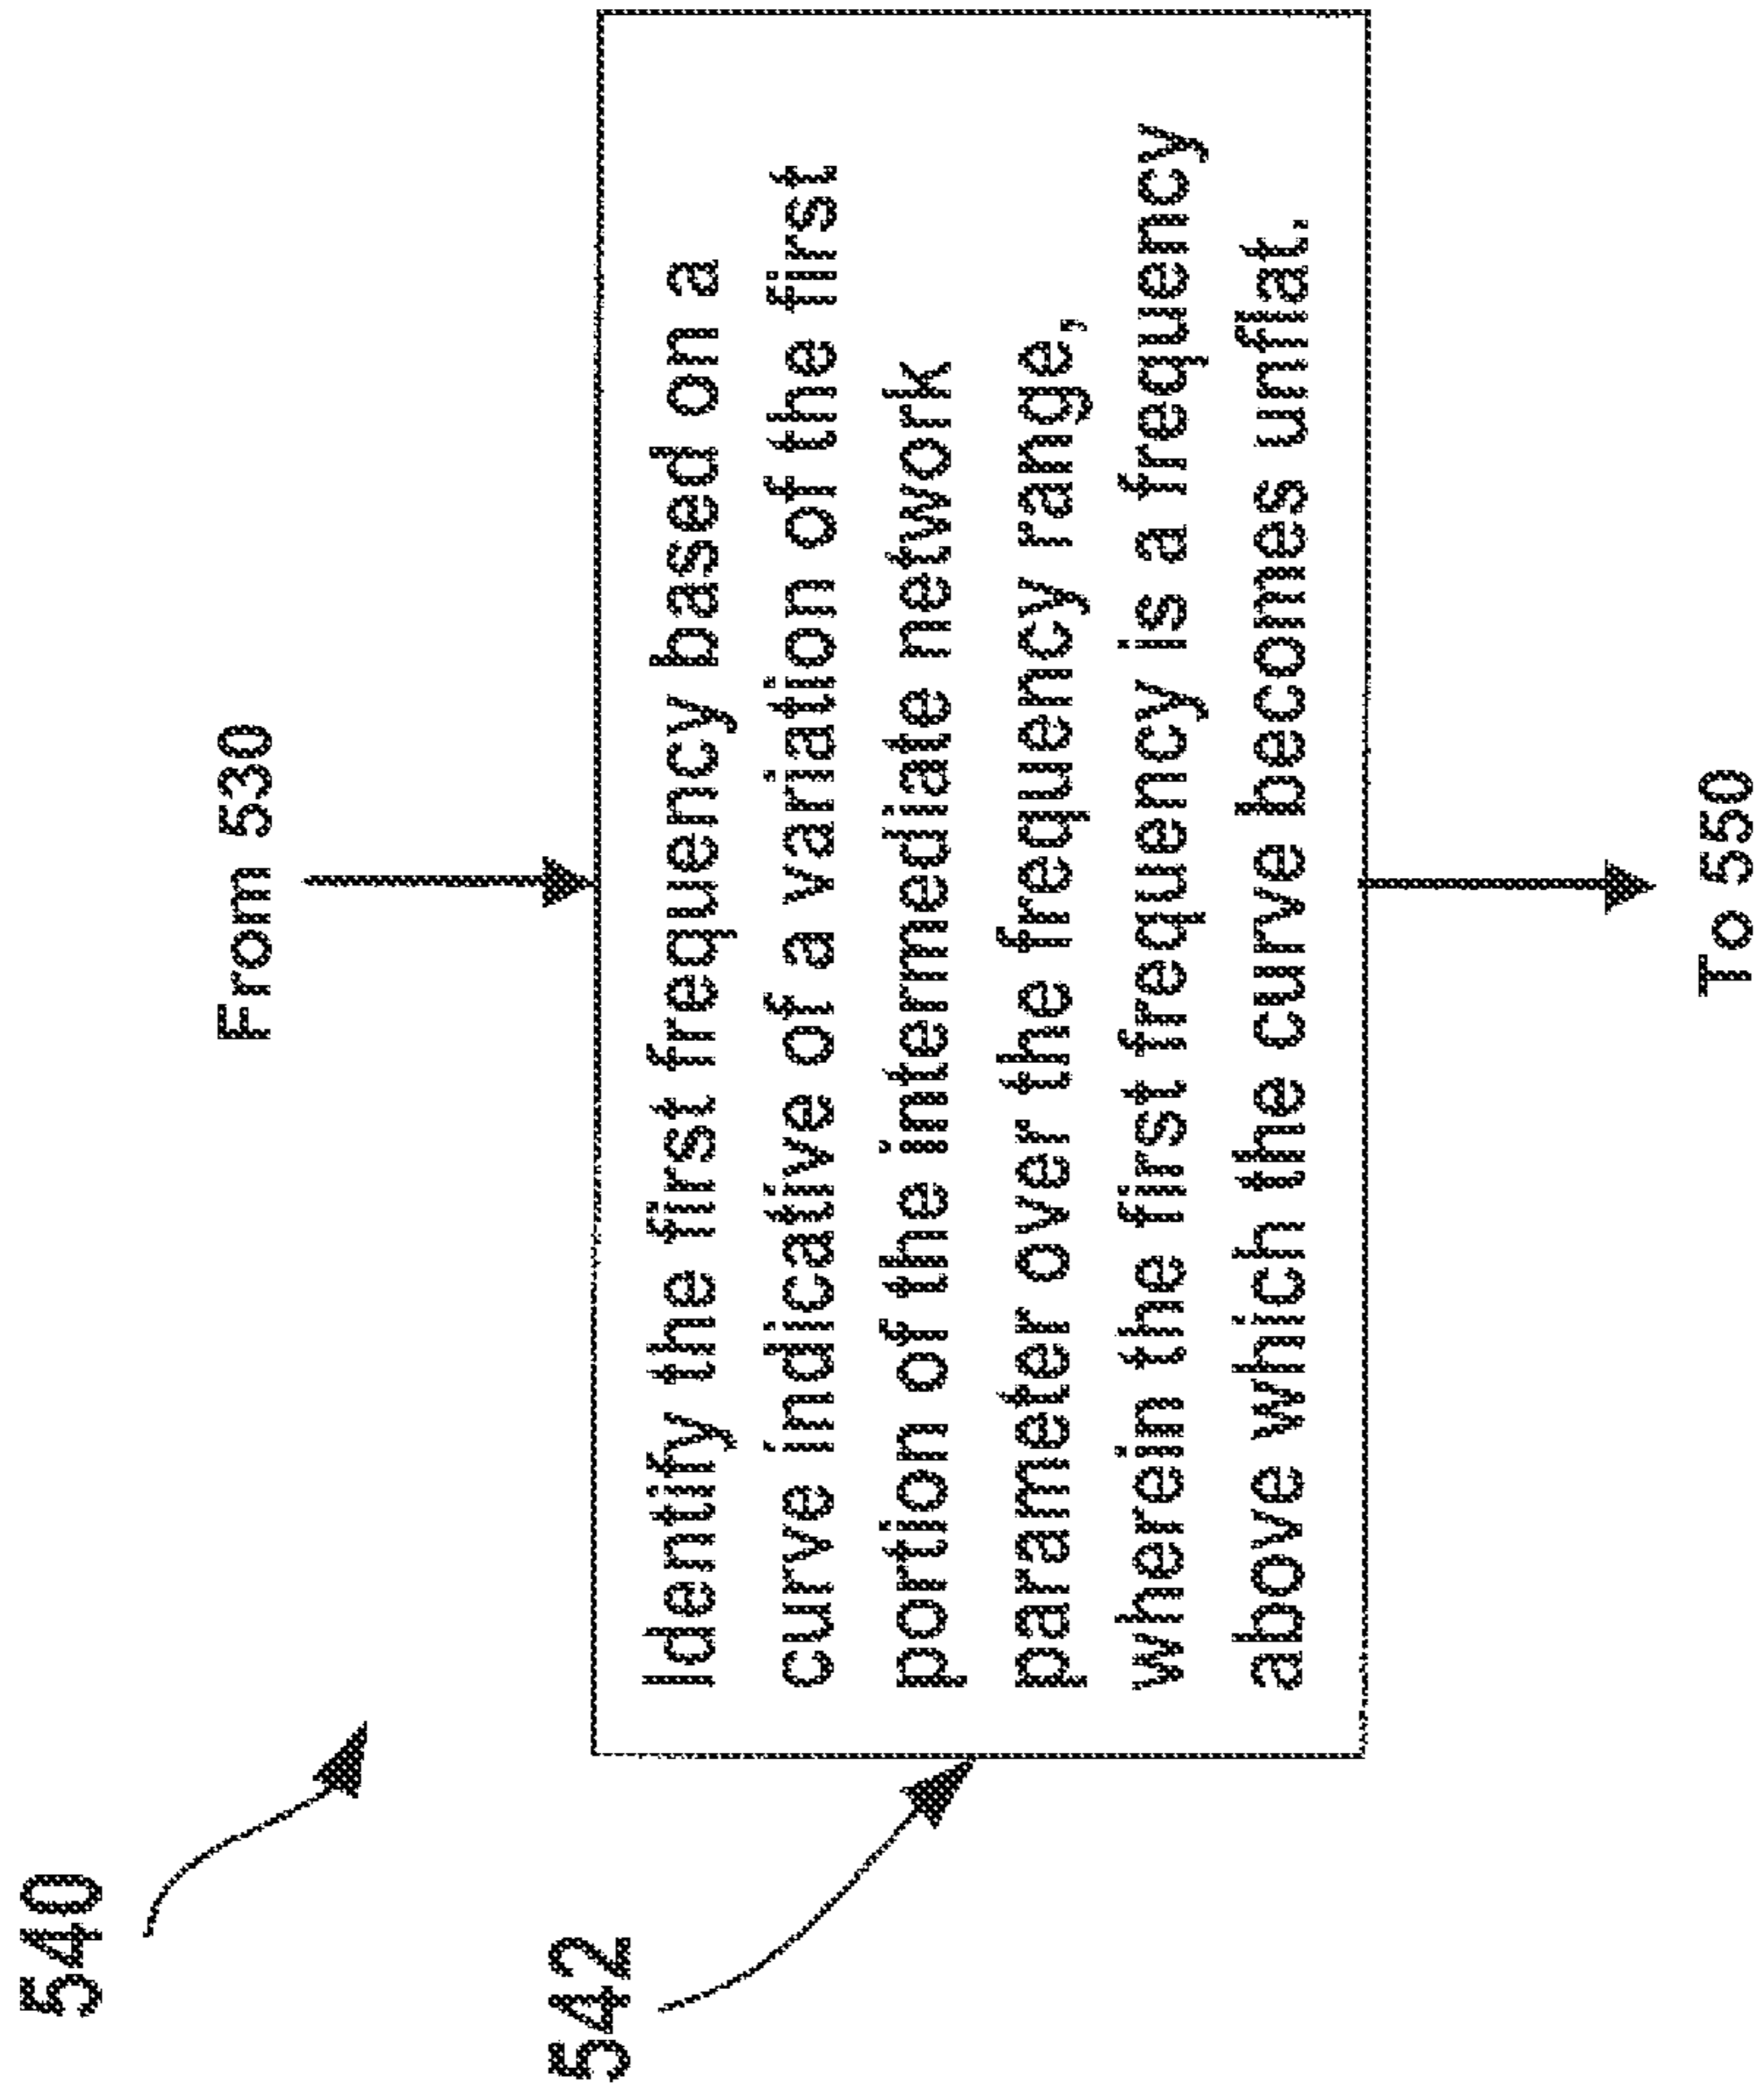 540
From 530
542
Identify the first frequency based on a
curve indicative of a variation of the first
portion of the intermediate network
parameter over the frequency range,
wherein the first frequency is a frequency
above which the curve becomes unflat.
To 550